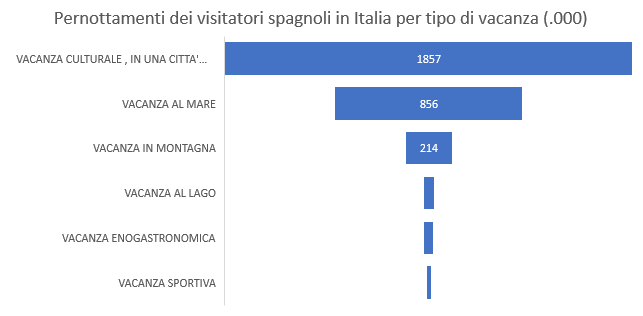 Pernottamenti dei visitatori spagnoli in Italia per tipo di vacanza (.000)
VACANZA CULTURALE , IN UNA CITTA'... 1857
VACANZA AL MARE 856
VACANZA IN MONTAGNA 214
VACANZA AL LAGO
VACANZA ENOGASTRONOMICA
VACANZA SPORTIVA